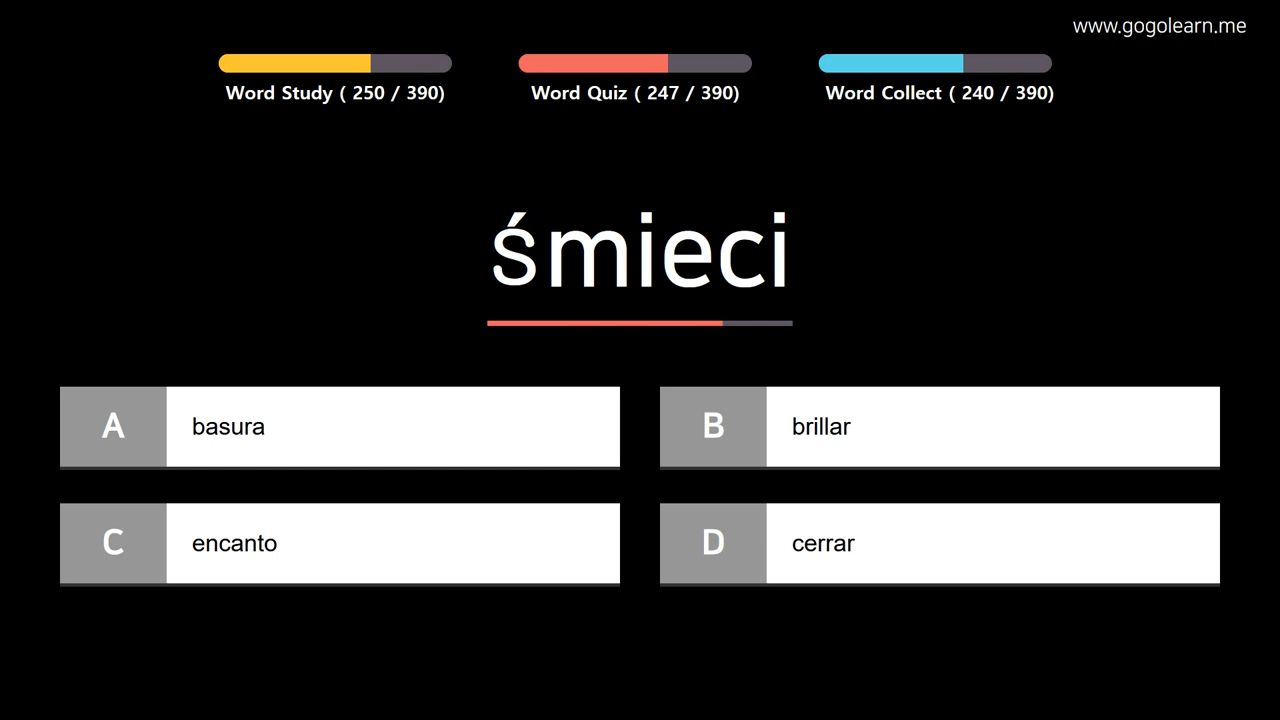 www.gogolearn.me
Word Study ( 250 / 390)
Word Quiz ( 247 / 390)
Word Collect ( 240 / 390)
śmieci
A basura
B brillar
C encanto
D cerrar